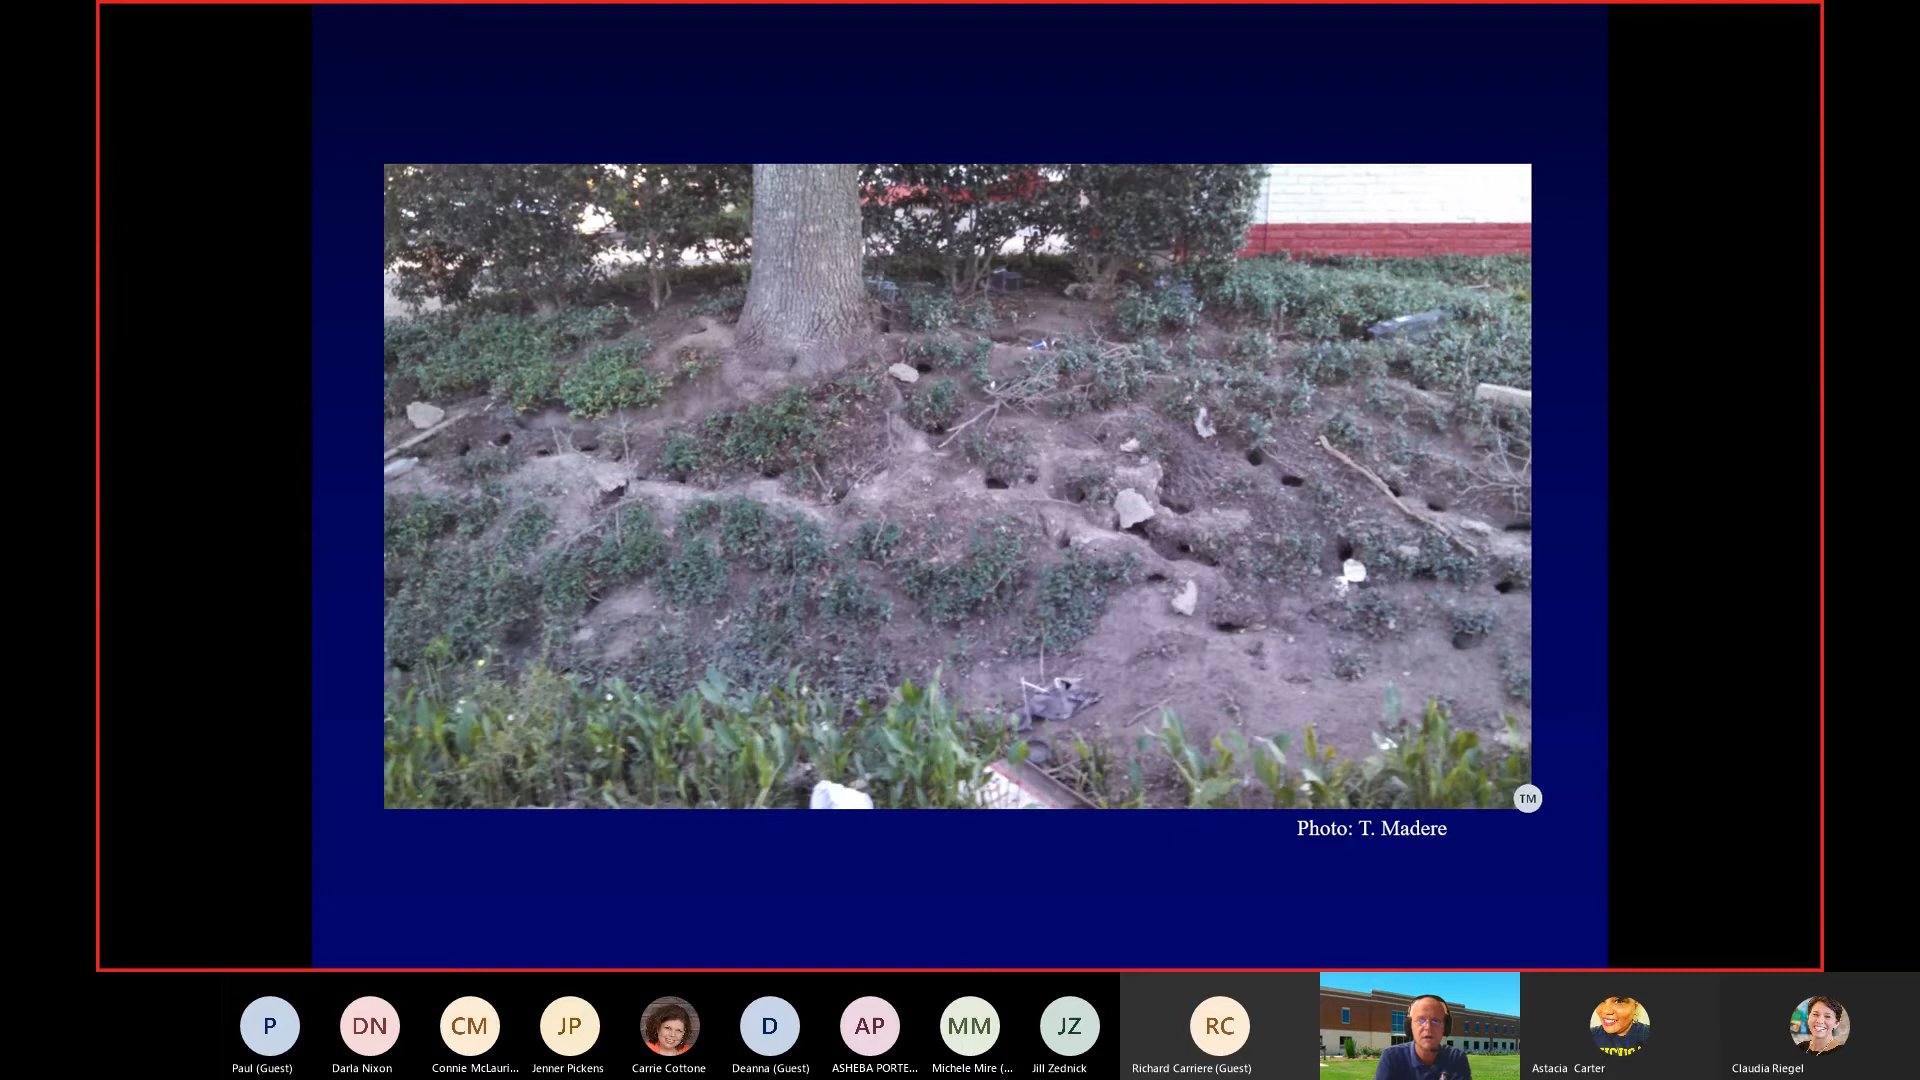 TM
Photo: T. Madere
P
DN
CM
JP
D
AP
MM
JZ
RC
Paul (Guest)
Darla Nixon
Connie McLauri...
Jenner Pickens
Carrie Cottone
Deanna (Guest)
ASHEBA PORTE...
Michele Mire (...
Jill Zednick
Richard Carriere (Guest)
Astacia Carter
Claudia Riegel